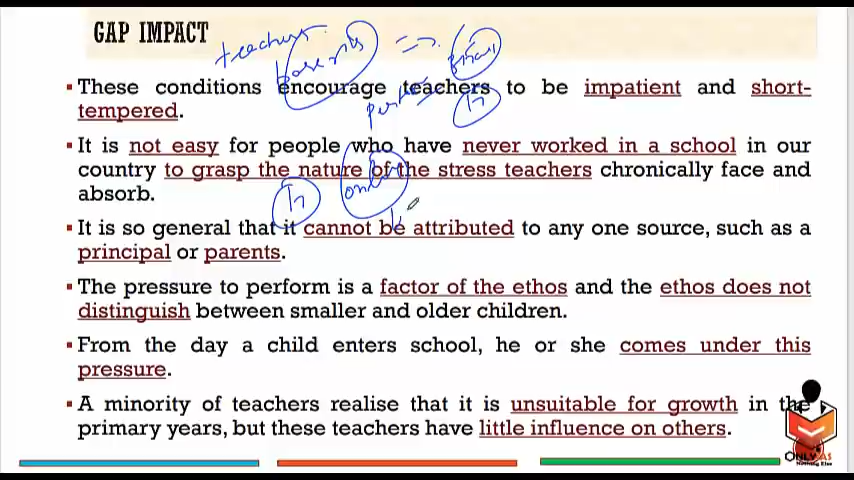 GAP IMPACT
teachers
▪ These conditions encourage teachers to be impatient and short-
tempered.
▪ It is not easy for people who have never worked in a school in our
country to grasp the nature of the stress teachers chronically face and
absorb.
▪ It is so general that it cannot be attributed to any one source, such as a
principal or parents.
▪ The pressure to perform is a factor of the ethos and the ethos does not
distinguish between smaller and older children.
▪ From the day a child enters school, he or she comes under this
pressure.
▪ A minority of teachers realise that it is unsuitable for growth in the
primary years, but these teachers have little influence on others.
ONLY IAS
Nothing Else